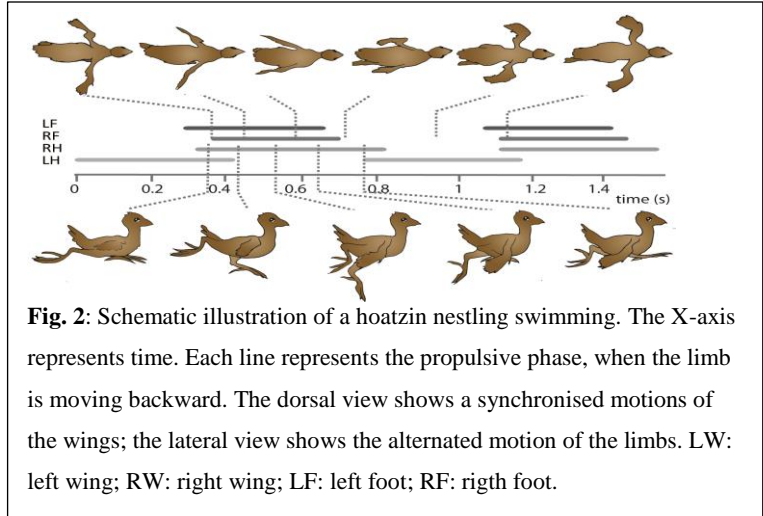 LF
RF
RH
LH
0 0.2 0.4 0.6 0.8 1 1.2 1.4
time (s)
Fig. 2: Schematic illustration of a hoatzin nestling swimming. The X-axis
represents time. Each line represents the propulsive phase, when the limb
is moving backward. The dorsal view shows a synchronised motions of
the wings; the lateral view shows the alternated motion of the limbs. LW:
left wing; RW: right wing; LF: left foot; RF: rigth foot.